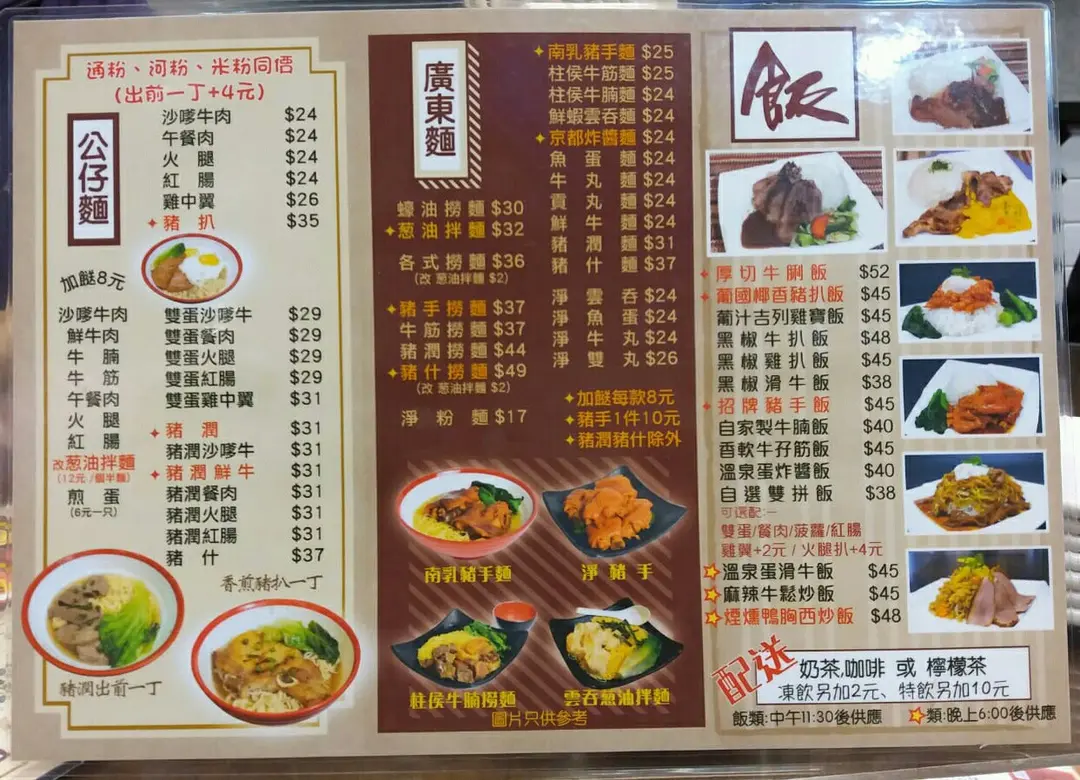 通粉、河粉、米粉同價
(出前一丁+4元)
公仔麵
沙嗲牛肉 $24
午餐肉 $24
火腿 $24
紅腸 $24
雞中翼 $26
豬扒 $35
加餸8元
沙嗲牛肉
鮮牛肉
牛腩
牛筋
午餐肉
火腿
紅腸
改葱油拌麵
(12元/個半麵)
煎蛋
(6元一只)
雙蛋沙嗲牛 $29
雙蛋餐肉 $29
雙蛋火腿 $29
雙蛋紅腸 $29
雙蛋雞中翼 $31
豬潤 $31
豬潤沙嗲牛 $31
豬潤鮮牛 $31
豬潤餐肉 $31
豬潤火腿 $31
豬潤紅腸 $31
豬什 $37
香煎豬扒一丁
豬潤出前一丁
廣東麵
蠔油撈麵 $30
葱油拌麵 $32
各式撈麵 $36
(改 葱油拌麵 $2)
豬手撈麵 $37
牛筋撈麵 $37
豬潤撈麵 $44
豬什撈麵 $49
(改 葱油拌麵 $2)
淨粉麵 $17
南乳豬手麵 $25
柱侯牛筋麵 $25
柱侯牛腩麵 $24
鮮蝦雲吞麵 $24
京都炸醬麵 $24
魚蛋麵 $24
牛丸麵 $24
貢丸麵 $24
鮮牛麵 $24
豬潤麵 $31
豬什麵 $37
淨雲吞 $24
淨魚蛋 $24
淨牛丸 $24
淨雙丸 $26
加餸每款8元
豬手1件10元
豬潤豬什除外
南乳豬手麵
淨豬手
柱侯牛腩撈麵
雲吞葱油拌麵
圖片只供參考
飯
厚切牛脷飯 $52
葡國椰香豬扒飯 $45
葡汁吉列雞寶飯 $45
黑椒牛扒飯 $48
黑椒雞扒飯 $45
黑椒滑牛飯 $38
招牌豬手飯 $45
自家製牛腩飯 $40
香軟牛孖筋飯 $45
溫泉蛋炸醬飯 $40
自選雙拼飯 $38
可選配:-
雙蛋/餐肉/菠蘿/紅腸
雞翼+2元 / 火腿扒+4元
溫泉蛋滑牛飯 $45
麻辣牛鬆炒飯 $45
煙燻鴨胸西炒飯 $48
配送
奶茶.咖啡 或 檸檬茶
凍飲另加2元、特飲另加10元
飯類:中午11:30後供應 類:晚上6:00後供應